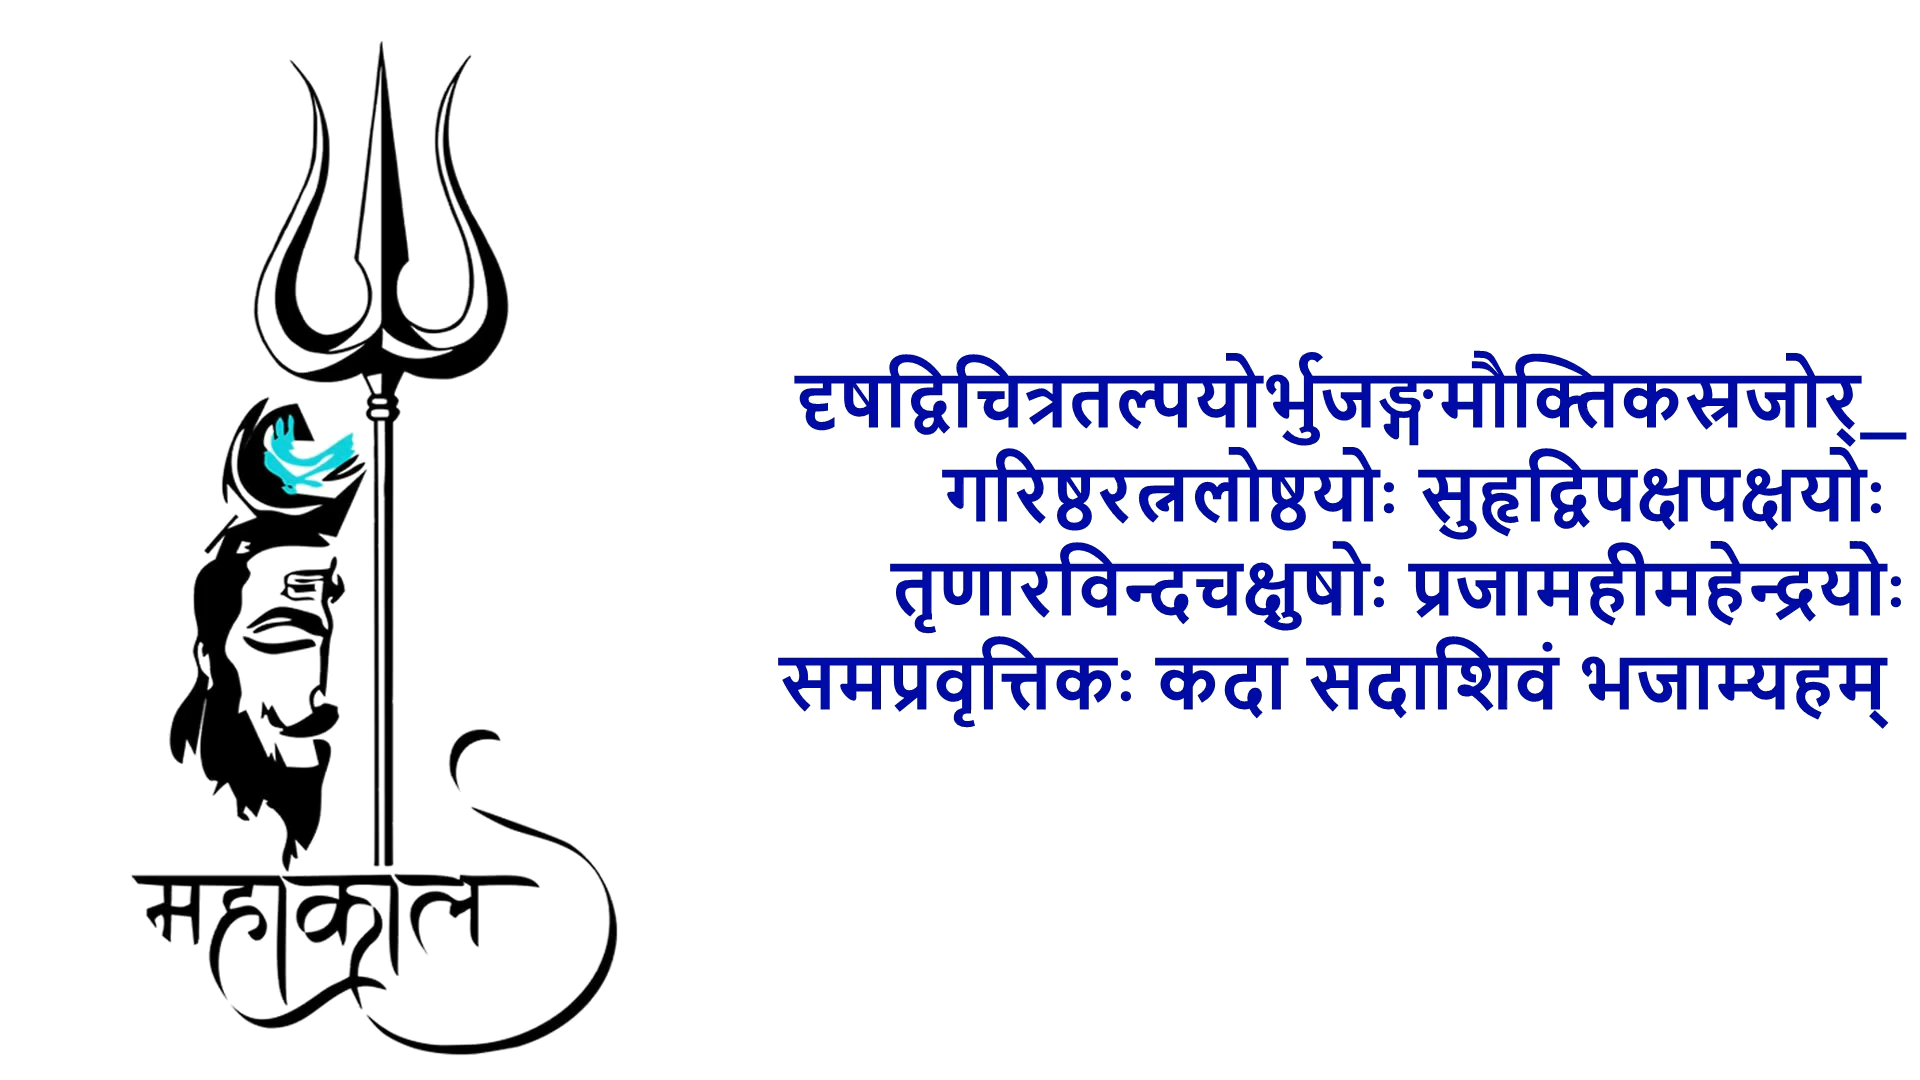 महाकाल
दृषद्विचित्रतल्पयोर्भुजङ्गमौक्तिकस्रजोर्_
गरिष्ठरत्नलोष्ठयोः सुहृद्विपक्षपक्षयोः
तृणारविन्दचक्षुषोः प्रजामहीमहेन्द्रयोः
समप्रवृत्तिकः कदा सदाशिवं भजाम्यहम्